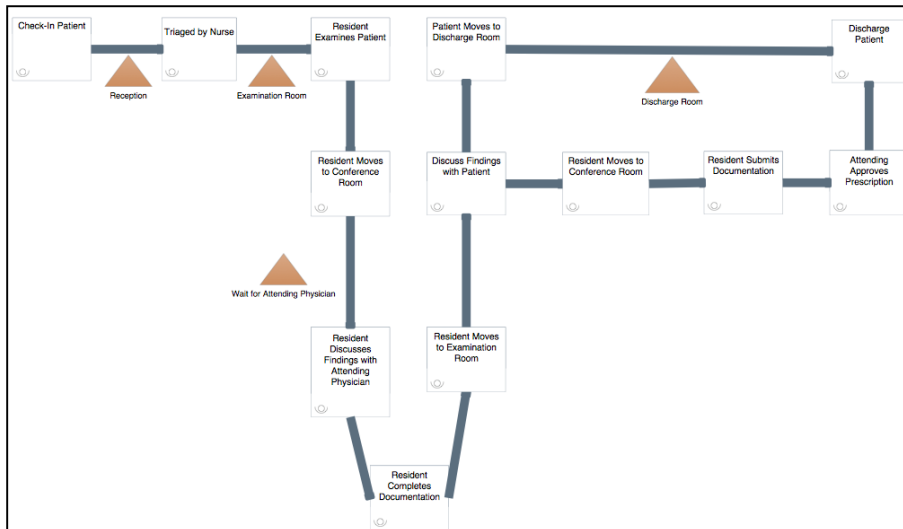 Check-In Patient
Triaged by Nurse
Resident
Examines Patient
Patient Moves to
Discharge Room
Discharge
Patient
Reception
Examination Room
Discharge Room
Resident Moves
to Conference
Room
Discuss Findings
with Patient
Resident Moves to
Conference Room
Resident Submits
Documentation
Attending
Approves
Prescription
Wait for Attending Physician
Resident
Discusses
Findings with
Attending
Physician
Resident Moves
to Examination
Room
Resident
Completes
Documentation